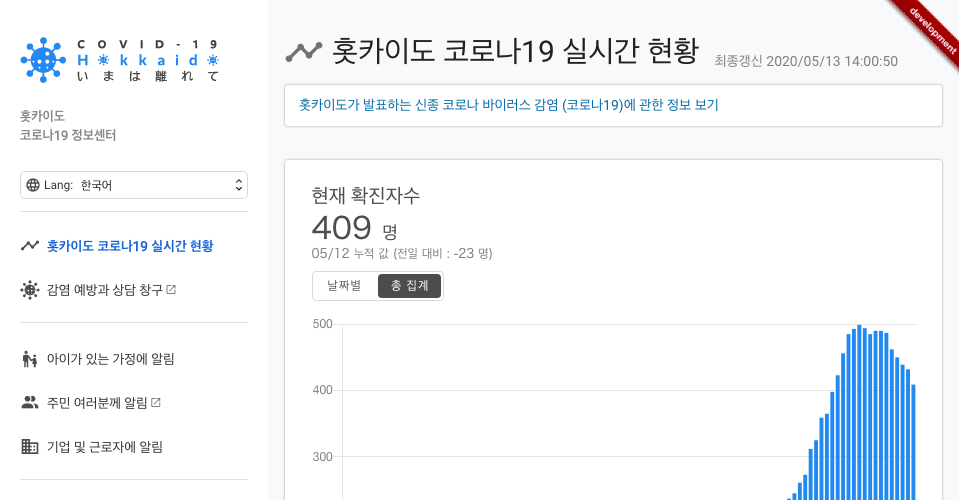 COVID-19
Hokkaido
いまは離れて
홋카이도
코로나19 정보센터
Lang: 한국어
홋카이도 코로나19 실시간 현황
감염 예방과 상담 창구
아이가 있는 가정에 알림
주민 여러분께 알림
기업 및 근로자에 알림
development
홋카이도 코로나19 실시간 현황
최종갱신 2020/05/13 14:00:50
홋카이도가 발표하는 신종 코로나 바이러스 감염 (코로나19)에 관한 정보 보기
현재 확진자수
409 명
05/12 누적 값 (전일 대비 : -23 명)
날짜별 총 집계
500
400
300